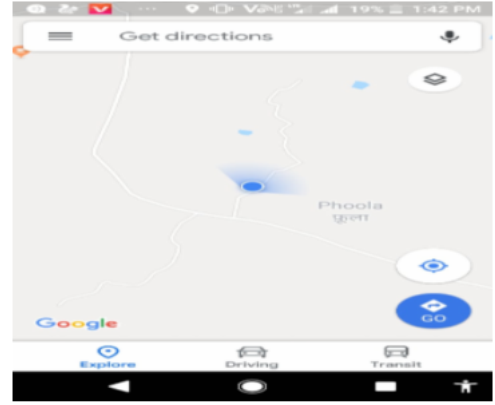 19% 1:42 PM
Get directions
Phoola
फूला
GO
Google
Explore
Driving
Transit